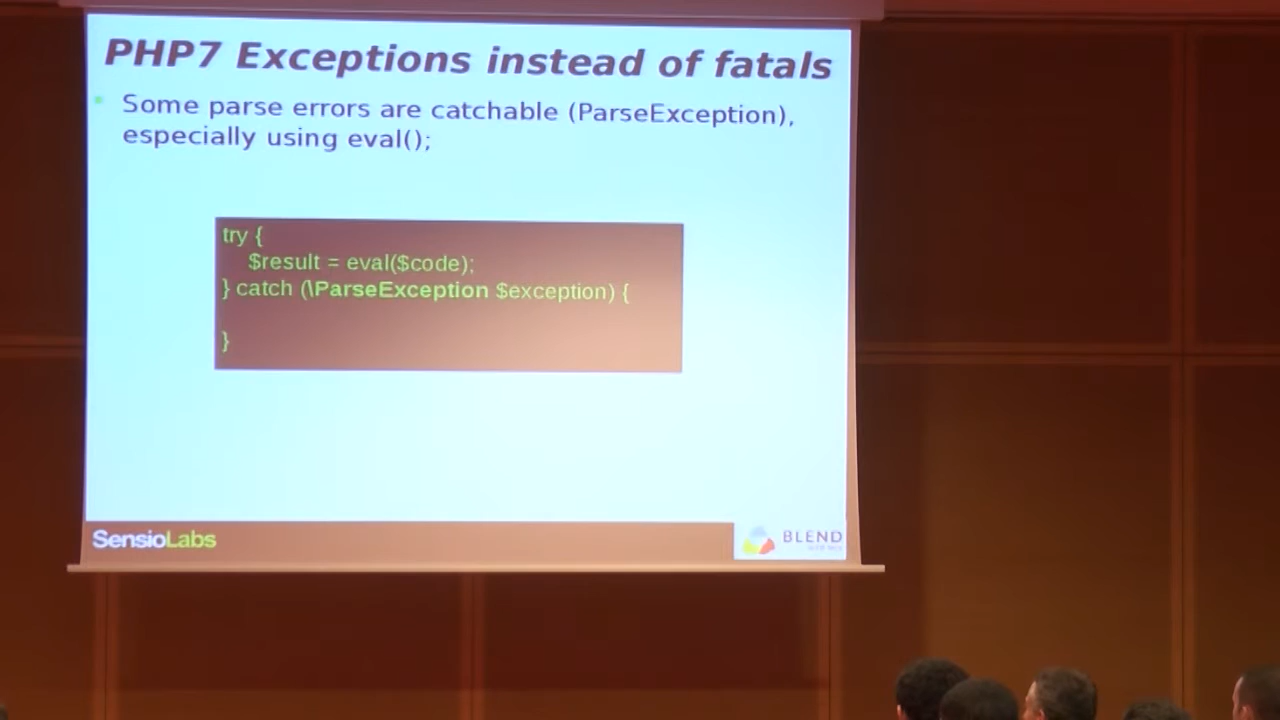 PHP7 Exceptions instead of fatals
Some parse errors are catchable (ParseException),
especially using eval();
try {
$result = eval($code);
} catch (\ParseException $exception) {
}
SensioLabs
BLEND